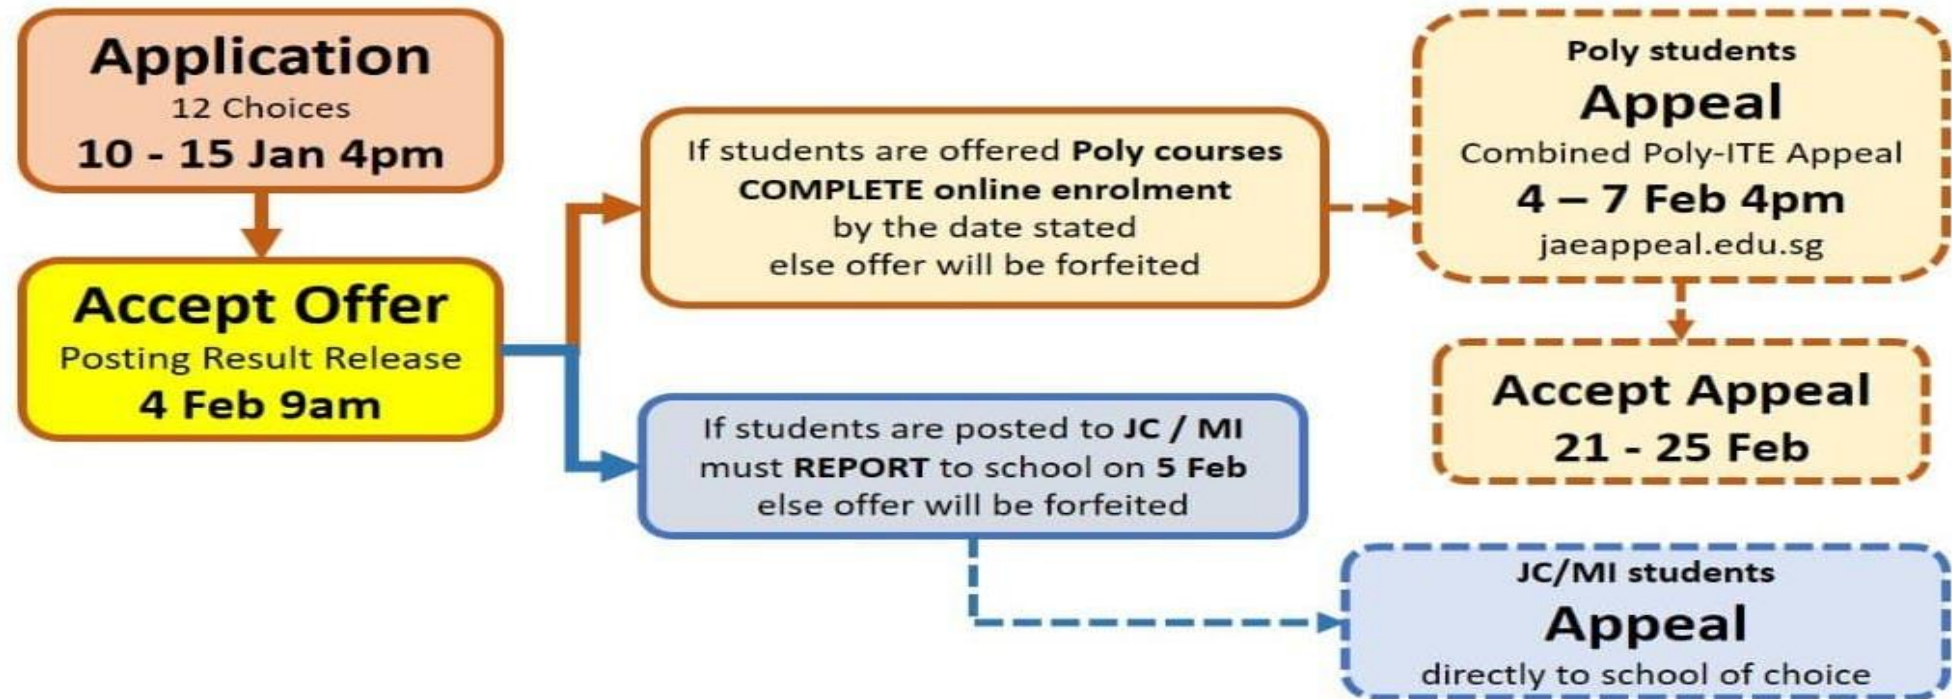 Application
12 Choices
10 - 15 Jan 4pm
Accept Offer
Posting Result Release
4 Feb 9am
If students are offered Poly courses
COMPLETE online enrolment
by the date stated
else offer will be forfeited
If students are posted to JC / MI
must REPORT to school on 5 Feb
else offer will be forfeited
Poly students
Appeal
Combined Poly-ITE Appeal
4 – 7 Feb 4pm
jaeappeal.edu.sg
Accept Appeal
21 - 25 Feb
JC/MI students
Appeal
directly to school of choice